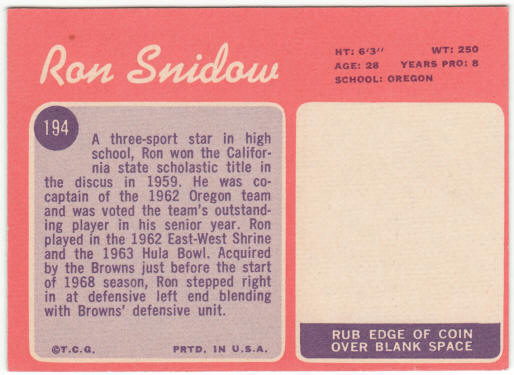 Ron Snidow
HT: 6'3" WT: 250
AGE: 28 YEARS PRO: 8
SCHOOL: OREGON
194
A three-sport star in high
school, Ron won the Califor-
nia state scholastic title in
the discus in 1959. He was co-
captain of the 1962 Oregon team
and was voted the team's outstand-
ing player in his senior year. Ron
played in the 1962 East-West Shrine
and the 1963 Hula Bowl. Acquired
by the Browns just before the start
of 1968 season, Ron stepped right
in at defensive left end blending
with Browns' defensive unit.
©T.C.G. PRTD. IN U.S.A.
RUB EDGE OF COIN
OVER BLANK SPACE